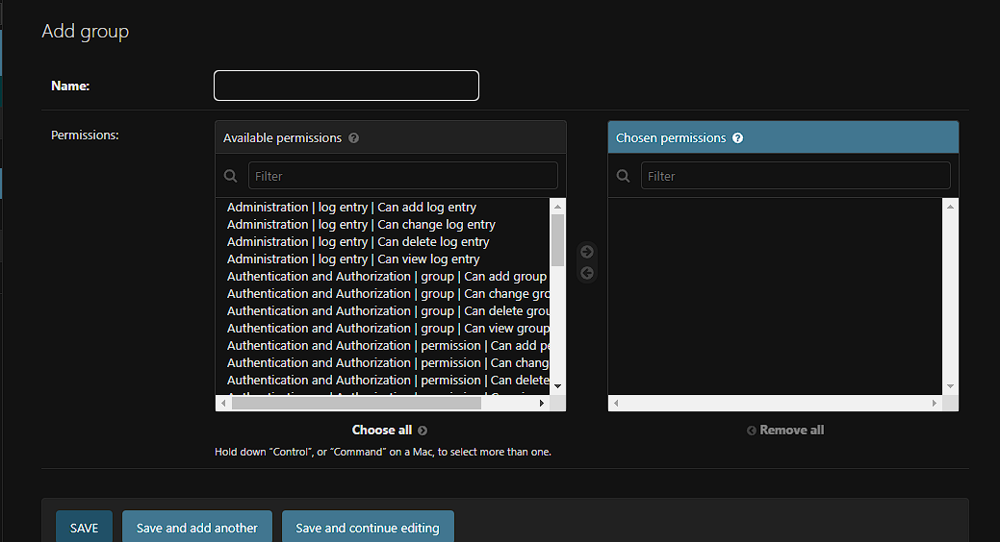 Add group
Name:
Permissions:
Available permissions ?
Chosen permissions ?
Filter
Filter
Administration | log entry | Can add log entry
Administration | log entry | Can change log entry
Administration | log entry | Can delete log entry
Administration | log entry | Can view log entry
Authentication and Authorization | group | Can add group
Authentication and Authorization | group | Can change gro
Authentication and Authorization | group | Can delete grou
Authentication and Authorization | group | Can view group
Authentication and Authorization | permission | Can add pe
Authentication and Authorization | permission | Can chang
Authentication and Authorization | permission | Can delete
Choose all
Remove all
Hold down “Control”, or “Command” on a Mac, to select more than one.
SAVE
Save and add another
Save and continue editing